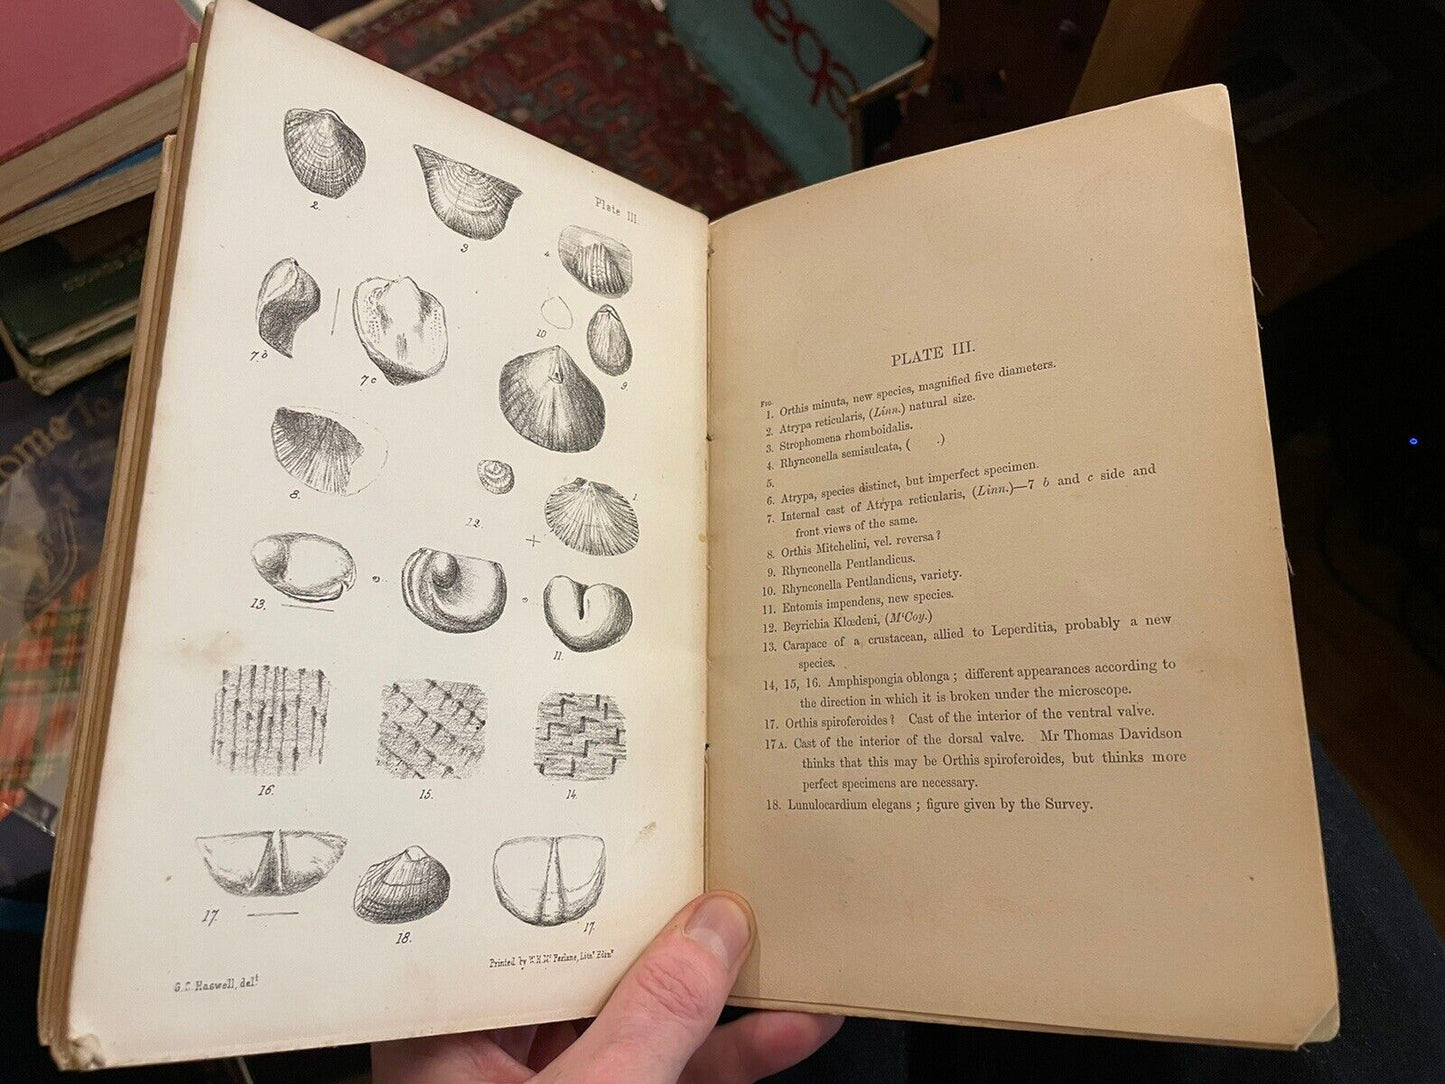 Plate III.
2.
3
4.
7.b
7c
10
9.
8.
12.
1.
13.
11.
16.
15.
14.
17.
18.
17.
G.C. Haswell, delt
Printed by W.H. Mc Farlane, Lithr Edinr
PLATE III.
FIG.
1. Orthis minuta, new species, magnified five diameters.
2. Atrypa reticularis, (Linn.) natural size.
3. Strophomena rhomboidalis.
4. Rhynconella semisulcata, ( .)
5.
6. Atrypa, species distinct, but imperfect specimen.
7. Internal cast of Atrypa reticularis, (Linn.)—7 b and c side and
front views of the same.
8. Orthis Mitchelini, vel. reversa?
9. Rhynconella Pentlandicus.
10. Rhynconella Pentlandicus, variety.
11. Entomis impendens, new species.
12. Beyrichia Klœdeni, (M‘Coy.)
13. Carapace of a crustacean, allied to Leperditia, probably a new
species.
14, 15, 16. Amphispongia oblonga; different appearances according to
the direction in which it is broken under the microscope.
17. Orthis spiroferoides? Cast of the interior of the ventral valve.
17A. Cast of the interior of the dorsal valve. Mr Thomas Davidson
thinks that this may be Orthis spiroferoides, but thinks more
perfect specimens are necessary.
18. Lunulocardium elegans; figure given by the Survey.